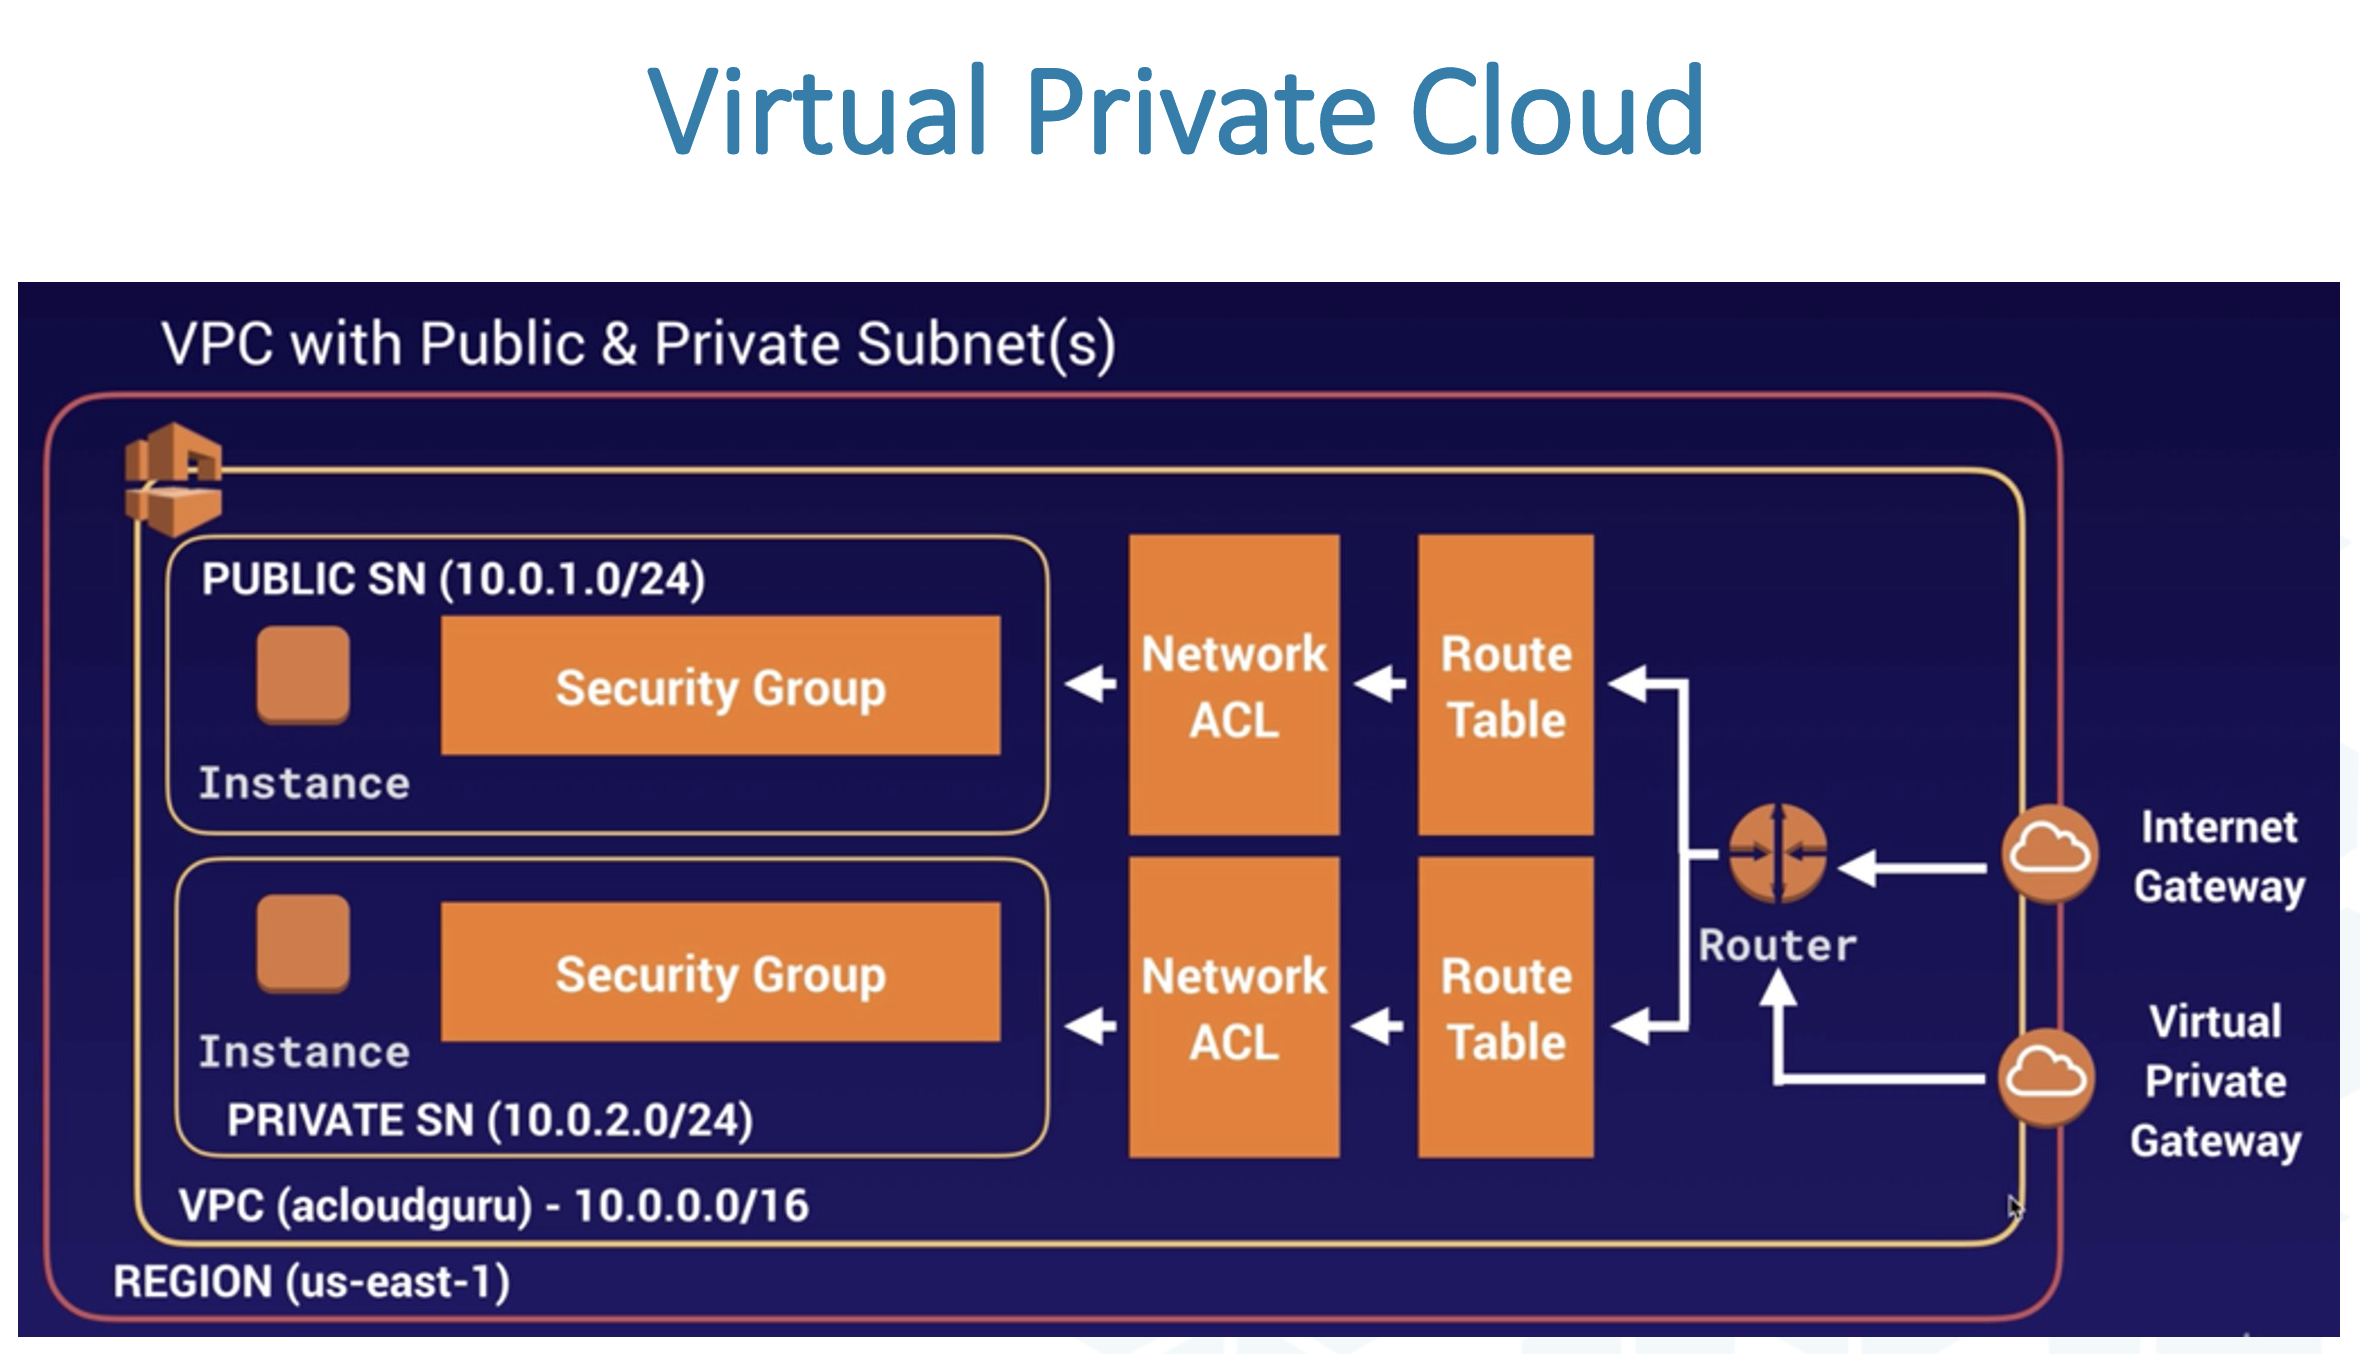 Virtual Private Cloud
VPC with Public & Private Subnet(s)
PUBLIC SN (10.0.1.0/24)
Security Group
Instance
Network
ACL
Route
Table
Instance
Security Group
PRIVATE SN (10.0.2.0/24)
Network
ACL
Route
Table
Router
Internet
Gateway
Virtual
Private
Gateway
VPC (acloudguru) - 10.0.0.0/16
REGION (us-east-1)